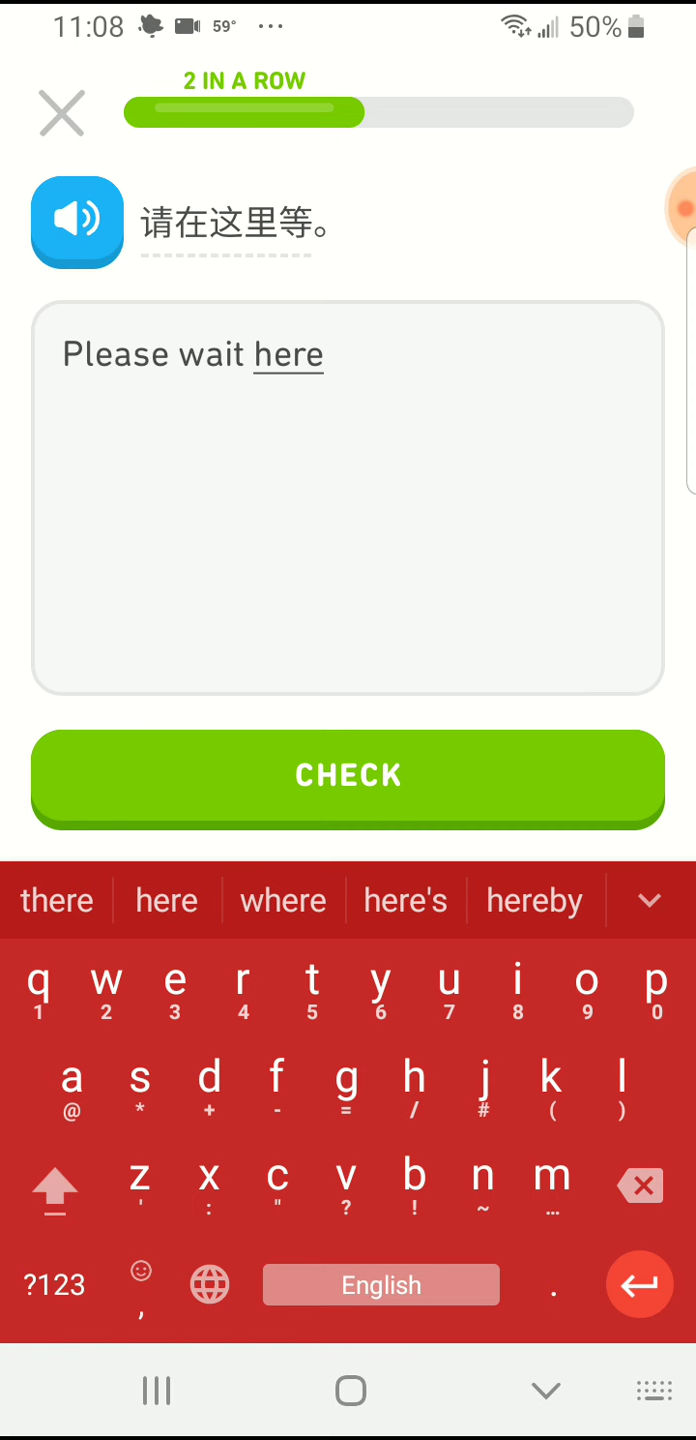 11:08 59° ... 50%
2 IN A ROW
请在这里等。
Please wait here
CHECK
there here where here's hereby
q w e r t y u i o p
1 2 3 4 5 6 7 8 9 0
a s d f g h j k l
@ * + - = / # ( )
z x c v b n m
' : " ? ! ~ …
?123 , English .